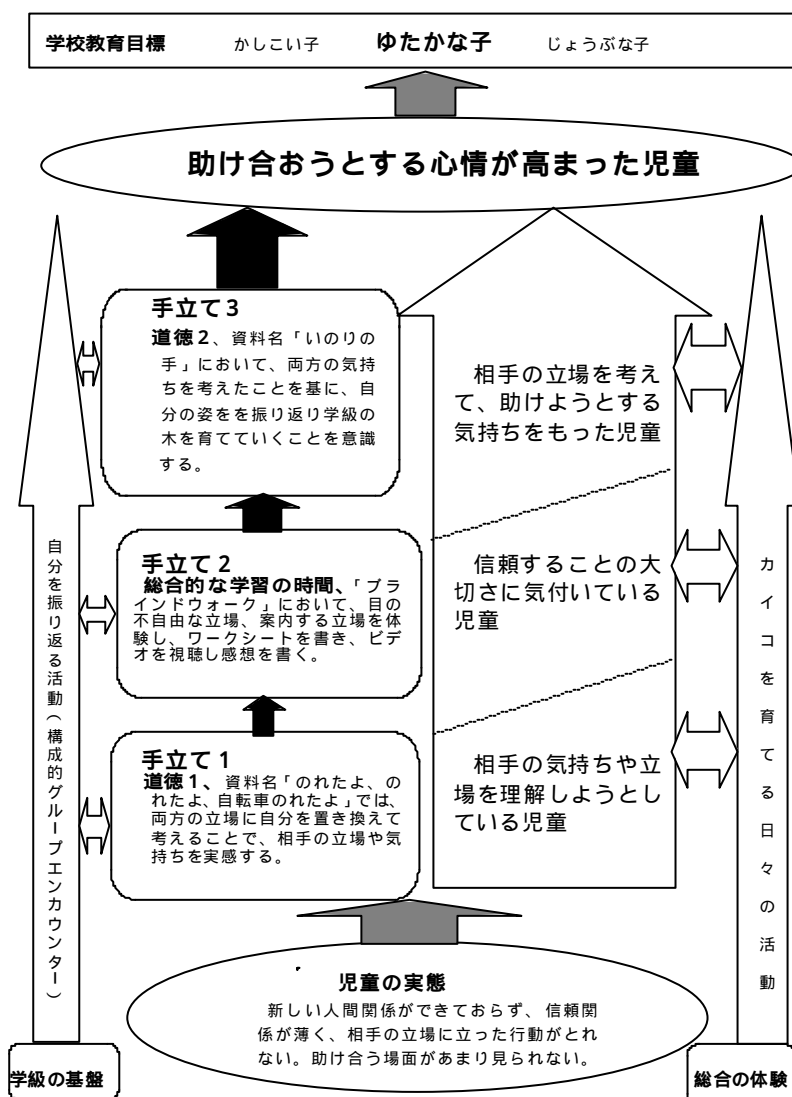 学校教育目標　かしこい子　ゆたかな子　じょうぶな子
助け合おうとする心情が高まった児童
手立て３
道徳２、資料名「いのりの
手」において、両方の気持
ちを考えたことを基に、自
分の姿をを振り返り学級の
木を育てていくことを意識
する。
相手の立場を考え
て、助けようとする
気持ちをもった児童
手立て２
総合的な学習の時間、「ブラ
インドウォーク」において、目の
不自由な立場、案内する立場を体
験し、ワークシートを書き、ビデ
オを視聴し感想を書く。
信頼することの大
切さに気付いている
児童
手立て１
道徳１、資料名「のれたよ、の
れたよ、自転車のれたよ」では、
両方の立場に自分を置き換えて
考えることで、相手の立場や気
持ちを実感する。
相手の気持ちや立
場を理解しようとし
ている児童
自分を振り返る活動（構成的グループエンカウンター）
カイコを育てる日々の活動
児童の実態
新しい人間関係ができておらず、信頼関
係が薄く、相手の立場に立った行動がとれ
ない。助け合う場面があまり見られない。
学級の基盤
総合の体験